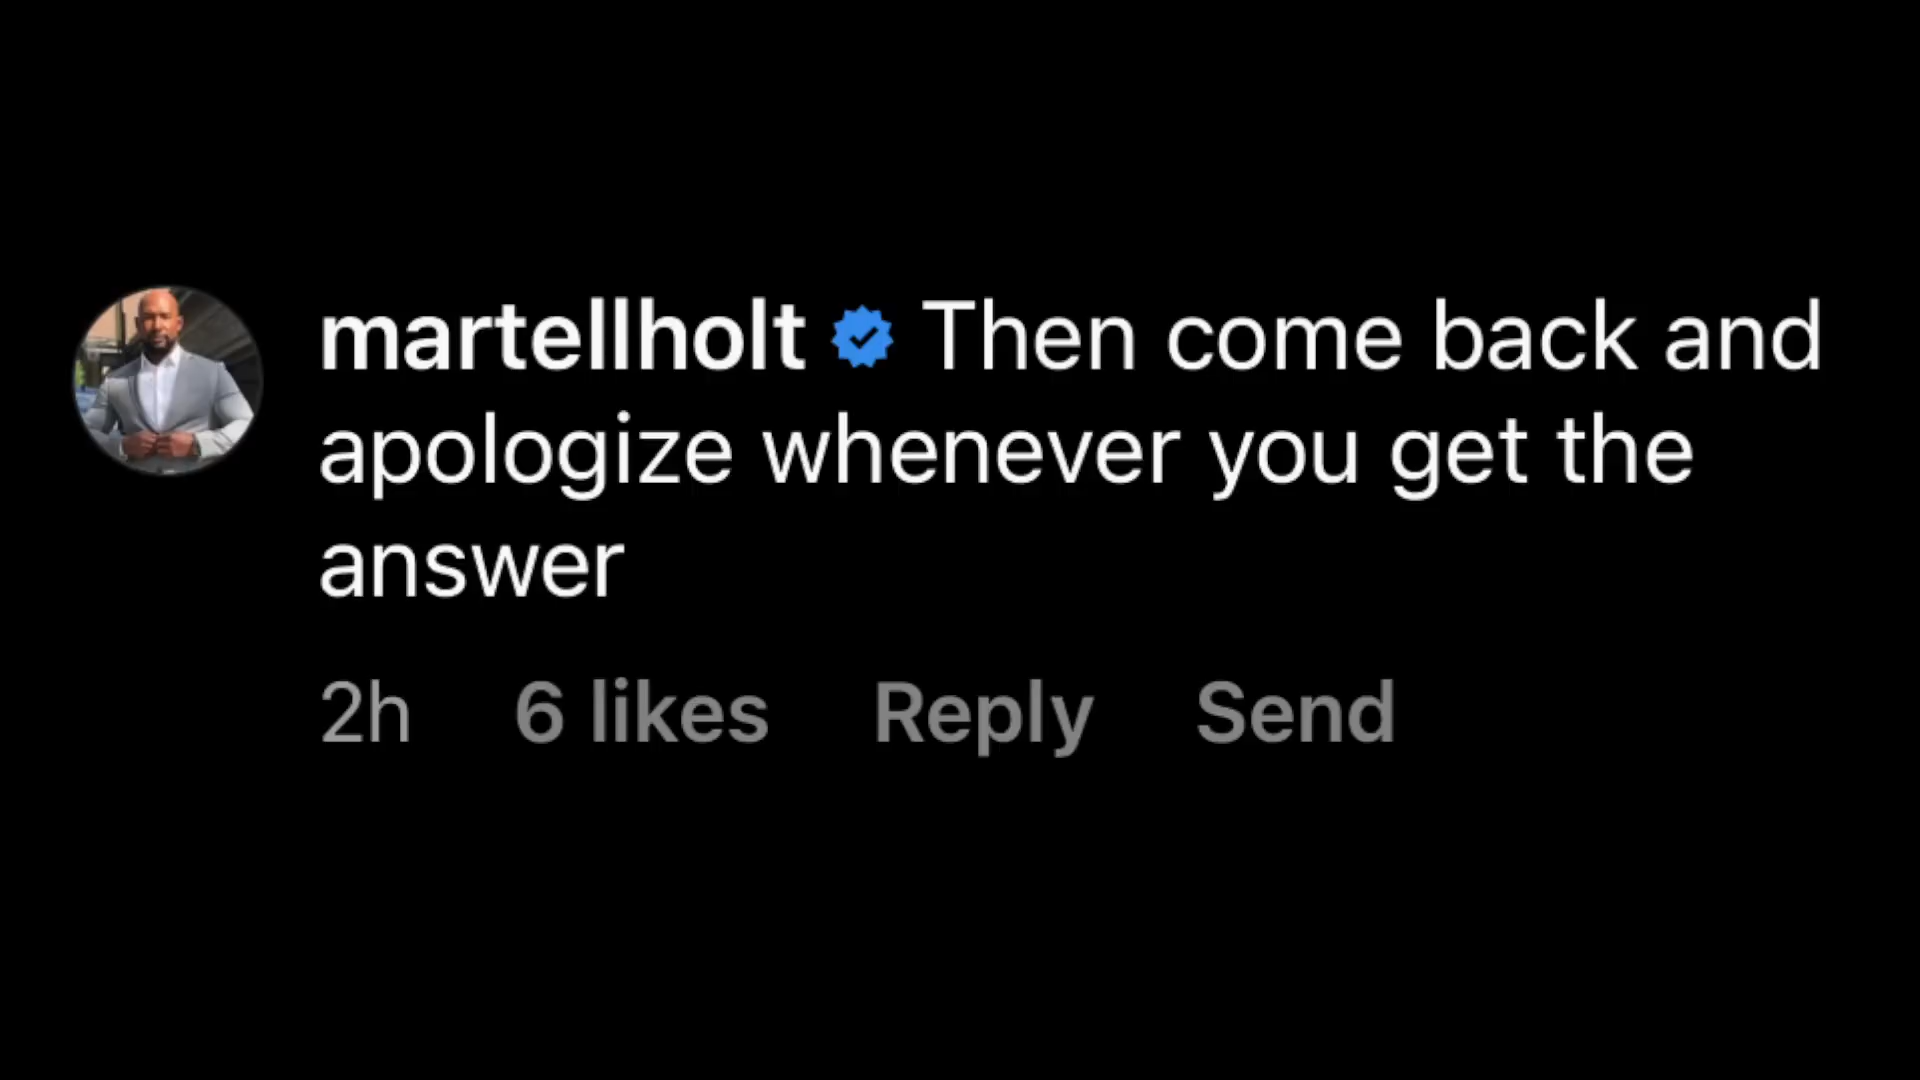 martellholt Then come back and
apologize whenever you get the
answer
2h 6 likes Reply Send